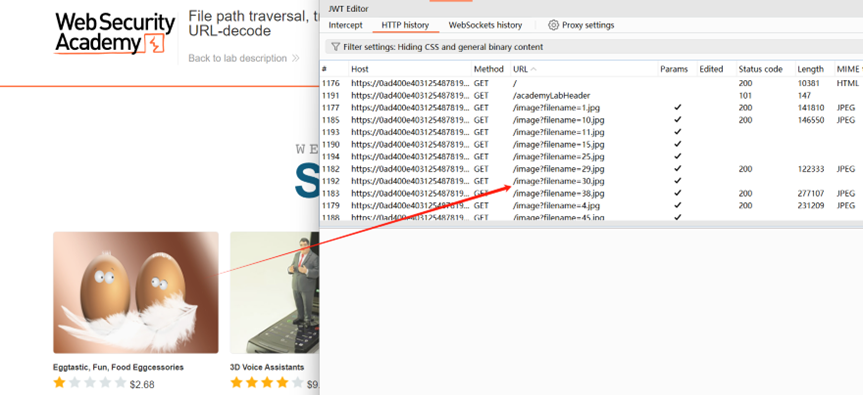 Web Security
Academy
File path traversal, tr
URL-decode
Back to lab description
WE
S
Eggtastic, Fun, Food Eggcessories
$2.68
3D Voice Assistants
$9
JWT Editor
Intercept HTTP history WebSockets history Proxy settings
Filter settings: Hiding CSS and general binary content
# Host Method URL Params Edited Status code Length MIME
1176 https://0ad400e403125487819... GET / 200 10381 HTML
1191 https://0ad400e403125487819... GET /academyLabHeader 101 147
1177 https://0ad400e403125487819... GET /image?filename=1.jpg ✓ 200 141810 JPEG
1185 https://0ad400e403125487819... GET /image?filename=10.jpg ✓ 200 146550 JPEG
1193 https://0ad400e403125487819... GET /image?filename=11.jpg ✓
1190 https://0ad400e403125487819... GET /image?filename=15.jpg ✓
1194 https://0ad400e403125487819... GET /image?filename=25.jpg ✓
1182 https://0ad400e403125487819... GET /image?filename=29.jpg ✓ 200 122333 JPEG
1192 https://0ad400e403125487819... GET /image?filename=30.jpg ✓
1183 https://0ad400e403125487819... GET /image?filename=38.jpg ✓ 200 277107 JPEG
1179 https://0ad400e403125487819... GET /image?filename=4.jpg ✓ 200 231209 JPEG
1188 https://0ad400e403125487819... GET /image?filename=45.jpg ✓